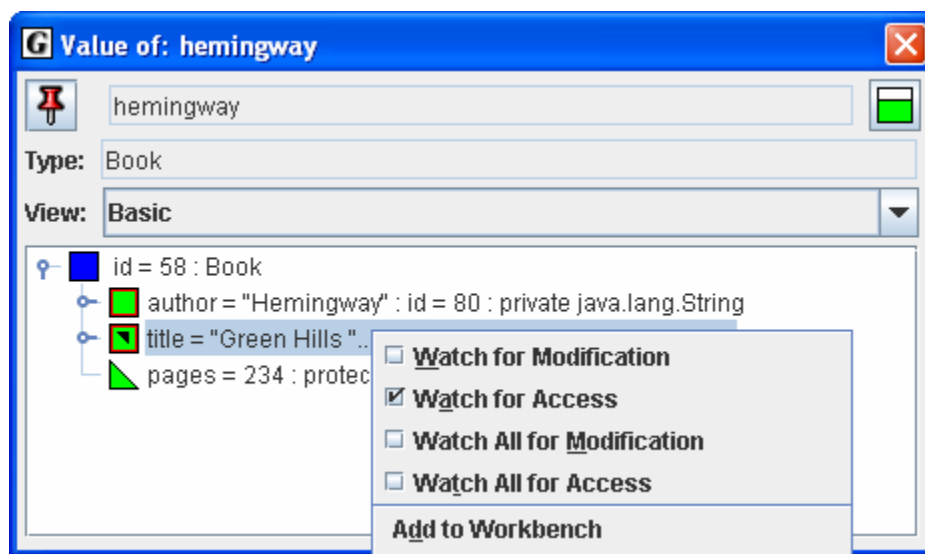 G Value of: hemingway
hemingway
Type: Book
View: Basic
id = 58 : Book
author = "Hemingway" : id = 80 : private java.lang.String
title = "Green Hills "..
pages = 234 : protec
Watch for Modification
Watch for Access
Watch All for Modification
Watch All for Access
Add to Workbench